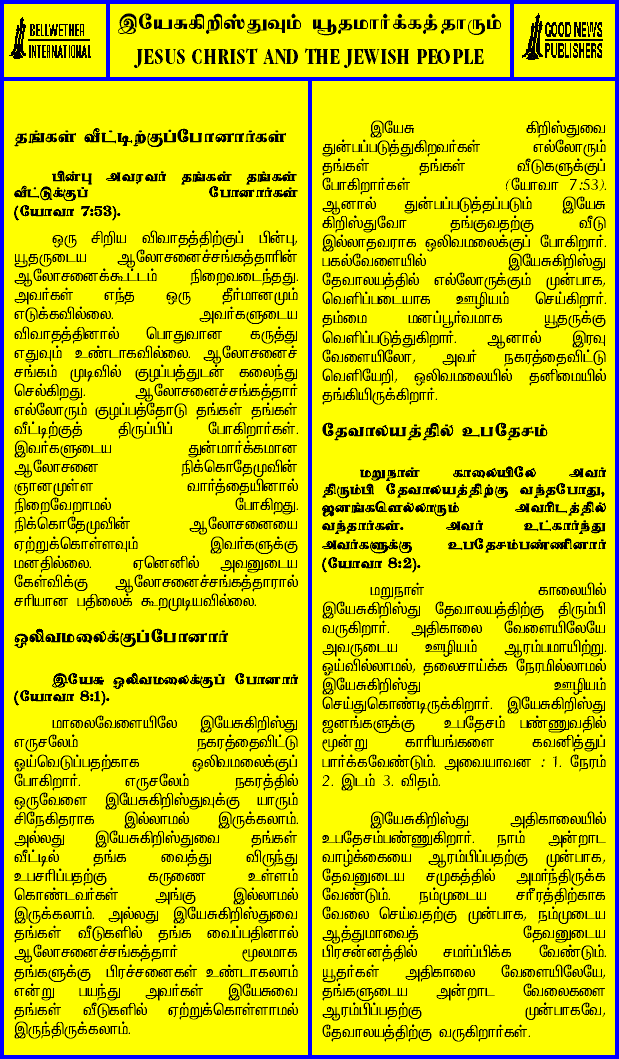 BELLWETHER
INTERNATIONAL
இயேசுகிறிஸ்துவும் யூதமார்க்கத்தாரும்
JESUS CHRIST AND THE JEWISH PEOPLE
GOOD NEWS
PUBLISHERS
தங்கள் வீட்டிற்குப்போனார்கள்
பின்பு அவரவர் தங்கள் தங்கள்
வீட்டுக்குப் போனார்கள்
(யோவா 7:53).
ஒரு சிறிய விவாதத்திற்குப் பின்பு,
யூதருடைய ஆலோசனைச்சங்கத்தாரின்
ஆலோசனைக்கூட்டம் நிறைவடைந்தது.
அவர்கள் எந்த ஒரு தீர்மானமும்
எடுக்கவில்லை. அவர்களுடைய
விவாதத்தினால் பொதுவான கருத்து
எதுவும் உண்டாகவில்லை. ஆலோசனைச்
சங்கம் முடிவில் குழப்பத்துடன் கலைந்து
செல்கிறது. ஆலோசனைச்சங்கத்தார்
எல்லோரும் குழப்பத்தோடு தங்கள் தங்கள்
வீட்டிற்குத் திருப்பிப் போகிறார்கள்.
இவர்களுடைய துன்மார்க்கமான
ஆலோசனை நிக்கொதேமுவின்
ஞானமுள்ள வார்த்தையினால்
நிறைவேறாமல் போகிறது.
நிக்கொதேமுவின் ஆலோசனையை
ஏற்றுக்கொள்ளவும் இவர்களுக்கு
மனதில்லை. ஏனெனில் அவனுடைய
கேள்விக்கு ஆலோசனைச்சங்கத்தாரால்
சரியான பதிலைக் கூறமுடியவில்லை.
ஒலிவமலைக்குப்போனார்
இயேசு ஒலிவமலைக்குப் போனார்
(யோவா 8:1).
மாலைவேளையிலே இயேசுகிறிஸ்து
எருசலேம் நகரத்தைவிட்டு
ஓய்வெடுப்பதற்காக ஒலிவமலைக்குப்
போகிறார். எருசலேம் நகரத்தில்
ஒருவேளை இயேசுகிறிஸ்துவுக்கு யாரும்
சிநேகிதராக இல்லாமல் இருக்கலாம்.
அல்லது இயேசுகிறிஸ்துவை தங்கள்
வீட்டில் தங்க வைத்து விருந்து
உபசரிப்பதற்கு கருணை உள்ளம்
கொண்டவர்கள் அங்கு இல்லாமல்
இருக்கலாம். அல்லது இயேசுகிறிஸ்துவை
தங்கள் வீடுகளில் தங்க வைப்பதினால்
ஆலோசனைச்சங்கத்தார் மூலமாக
தங்களுக்கு பிரச்சனைகள் உண்டாகலாம்
என்று பயந்து அவர்கள் இயேசுவை
தங்கள் வீடுகளில் ஏற்றுக்கொள்ளாமல்
இருந்திருக்கலாம்.
இயேசு கிறிஸ்துவை
துன்பப்படுத்துகிறவர்கள் எல்லோரும்
தங்கள் தங்கள் வீடுகளுக்குப்
போகிறார்கள் (யோவா 7:53).
ஆனால் துன்பப்படுத்தப்படும் இயேசு
கிறிஸ்துவோ தங்குவதற்கு வீடு
இல்லாதவராக ஒலிவமலைக்குப் போகிறார்.
பகல்வேளையில் இயேசுகிறிஸ்து
தேவாலயத்தில் எல்லோருக்கும் முன்பாக,
வெளிப்படையாக ஊழியம் செய்கிறார்.
தம்மை மனப்பூர்வமாக யூதருக்கு
வெளிப்படுத்துகிறார். ஆனால் இரவு
வேளையிலோ, அவர் நகரத்தைவிட்டு
வெளியேறி, ஒலிவமலையில் தனிமையில்
தங்கியிருக்கிறார்.
தேவாலயத்தில் உபதேசம்
மறுநாள் காலையிலே அவர்
திரும்பி தேவாலயத்திற்கு வந்தபோது,
ஜனங்களெல்லாரும் அவரிடத்தில்
வந்தார்கள். அவர் உட்கார்ந்து
அவர்களுக்கு உபதேசம்பண்ணினார்
(யோவா 8:2).
மறுநாள் காலையில்
இயேசுகிறிஸ்து தேவாலயத்திற்கு திரும்பி
வருகிறார். அதிகாலை வேளையிலேயே
அவருடைய ஊழியம் ஆரம்பமாயிற்று.
ஓய்வில்லாமல், தலைசாய்க்க நேரமில்லாமல்
இயேசுகிறிஸ்து ஊழியம்
செய்துகொண்டிருக்கிறார். இயேசுகிறிஸ்து
ஜனங்களுக்கு உபதேசம் பண்ணுவதில்
மூன்று காரியங்களை கவனித்துப்
பார்க்கவேண்டும். அவையாவன : 1. நேரம்
2. இடம் 3. விதம்.
இயேசுகிறிஸ்து அதிகாலையில்
உபதேசம்பண்ணுகிறார். நாம் அன்றாட
வாழ்க்கையை ஆரம்பிப்பதற்கு முன்பாக,
தேவனுடைய சமுகத்தில் அமர்ந்திருக்க
வேண்டும். நம்முடைய சரீரத்திற்காக
வேலை செய்வதற்கு முன்பாக, நம்முடைய
ஆத்துமாவைத் தேவனுடைய
பிரசன்னத்தில் சமர்ப்பிக்க வேண்டும்.
யூதர்கள் அதிகாலை வேளையிலேயே,
தங்களுடைய அன்றாட வேலைகளை
ஆரம்பிப்பதற்கு முன்பாகவே,
தேவாலயத்திற்கு வருகிறார்கள்.